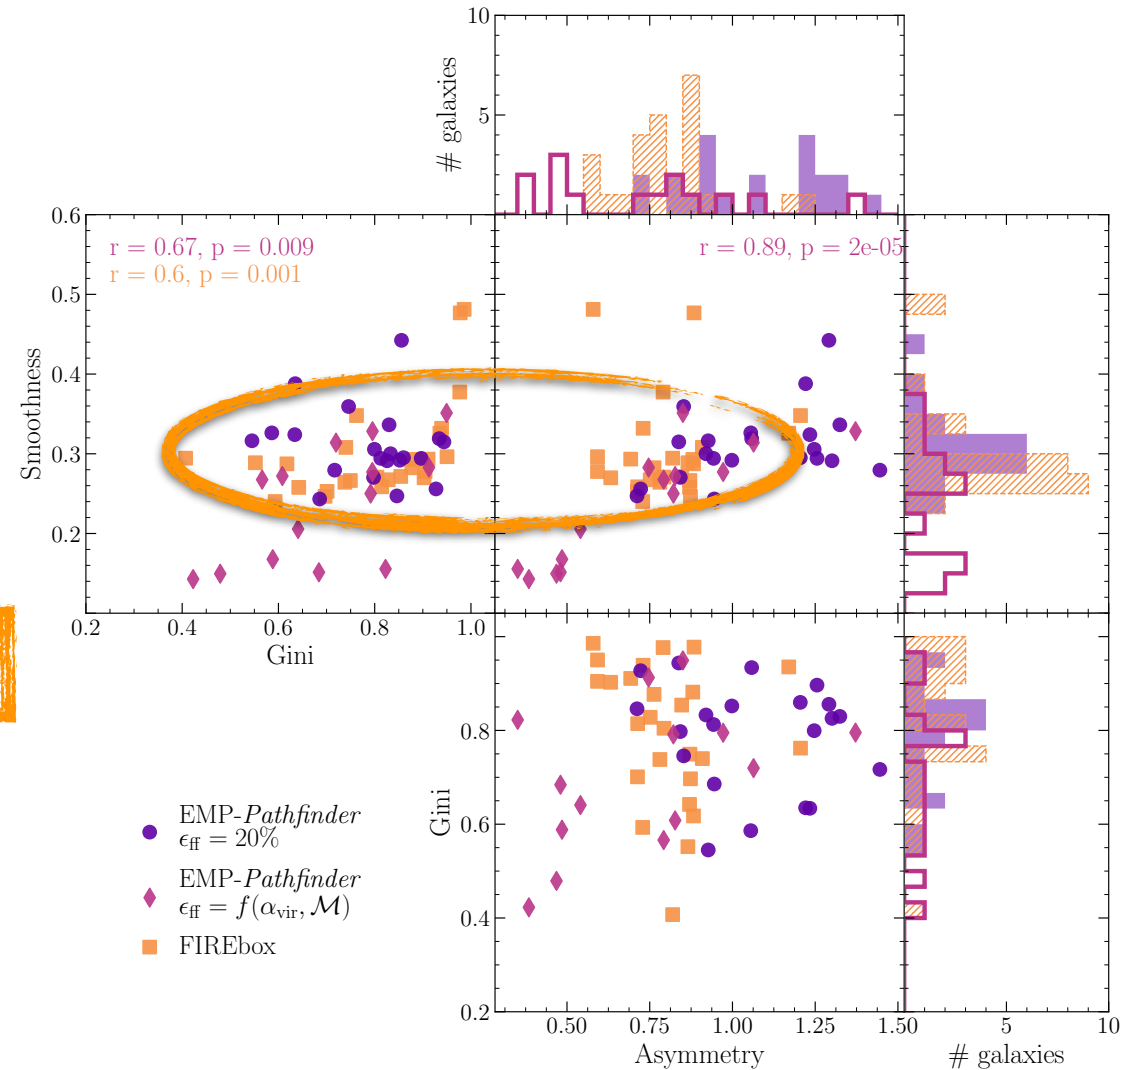 10
5
# galaxies
0.6
0.5
0.4
0.3
0.2
Smoothness
r = 0.67, p = 0.009
r = 0.6, p = 0.001
r = 0.89, p = 2e-05
0.2
0.4
0.6
0.8
1.0
Gini
0.8
0.6
0.4
0.2
Gini
EMP-Pathfinder
ϵff = 20%
EMP-Pathfinder
ϵff = f(αvir, ℳ)
FIREbox
0.50
0.75
1.00
1.25
1.50
Asymmetry
5
10
# galaxies